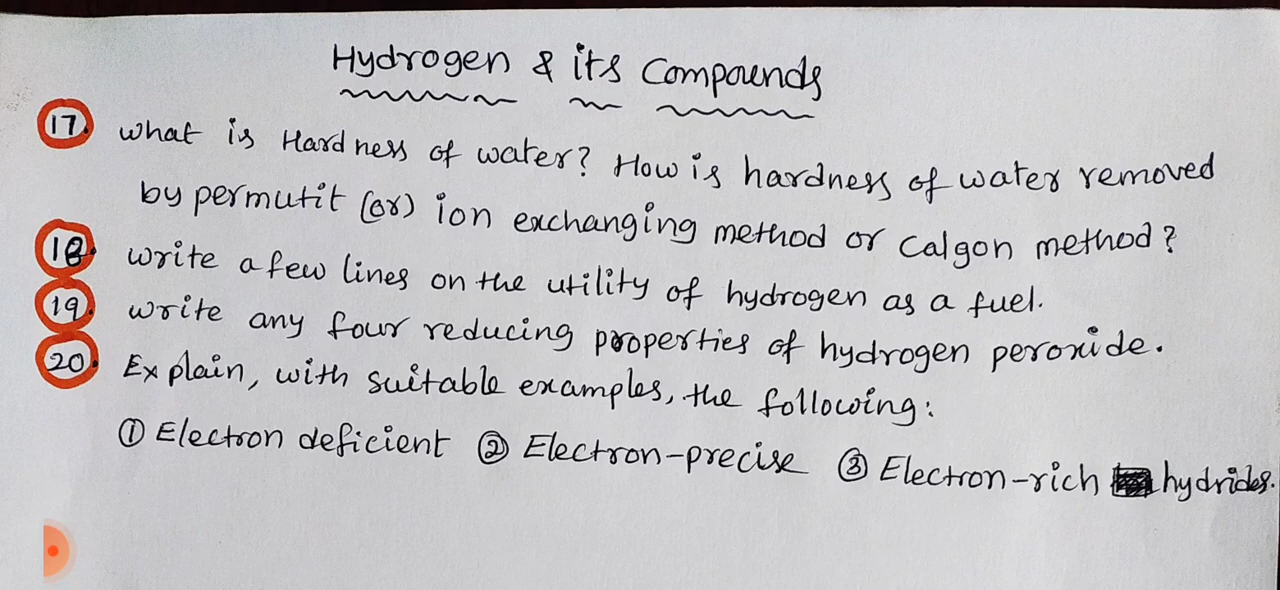 Hydrogen & its Compounds
17. What is Hardness of water? How is hardness of water removed
by permutit (or) ion exchanging method or calgon method?
18. Write a few lines on the utility of hydrogen as a fuel.
19. Write any four reducing properties of hydrogen peroxide.
20. Explain, with suitable examples, the following:
① Electron deficient ② Electron-precise ③ Electron-rich hydrides.